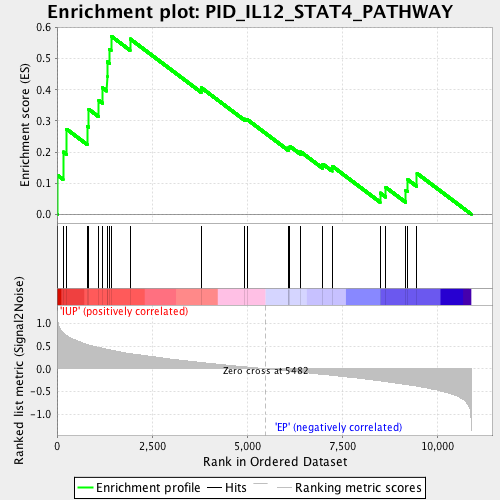 Enrichment plot: PID_IL12_STAT4_PATHWAY
Enrichment score (ES)
0.6
0.5
0.4
0.3
0.2
0.1
0.0
Ranked list metric (Signal2Noise)
'IUP' (positively correlated)
1.0
0.5
0.0
-0.5
-1.0
Zero cross at 5482
'EP' (negatively correlated)
0 2,500 5,000 7,500 10,000
Rank in Ordered Dataset
Enrichment profile Hits Ranking metric scores